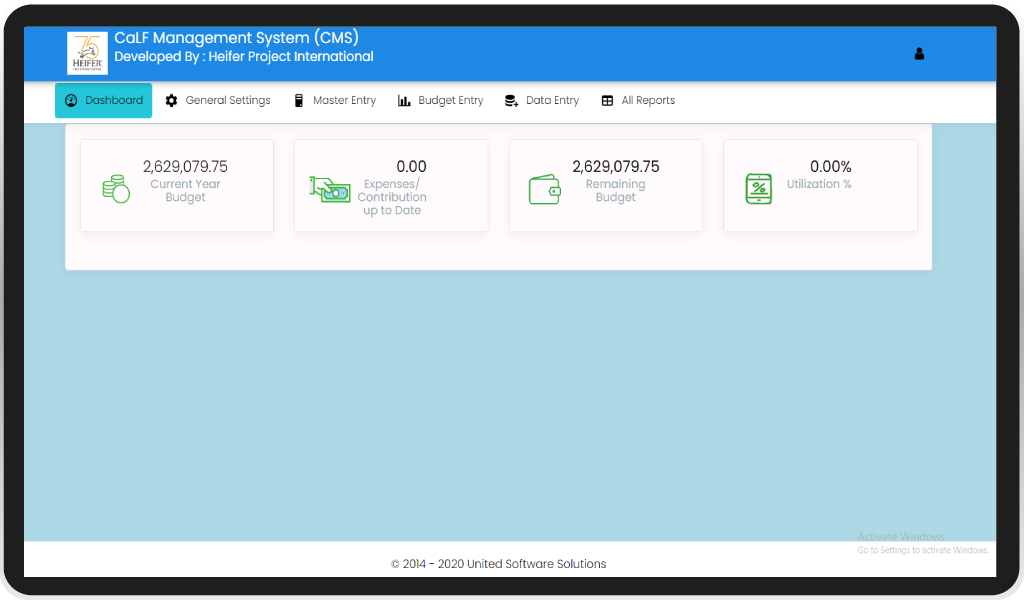 CaLF Management System (CMS)
Developed By : Heifer Project International
75
HEIFER
Dashboard
General Settings
Master Entry
Budget Entry
Data Entry
All Reports
2,629,079.75
Current Year
Budget
0.00
Expenses/
Contribution
up to Date
2,629,079.75
Remaining
Budget
0.00%
Utilization %
%
Activate Windows
Go to Settings to activate Windows.
© 2014 - 2020 United Software Solutions